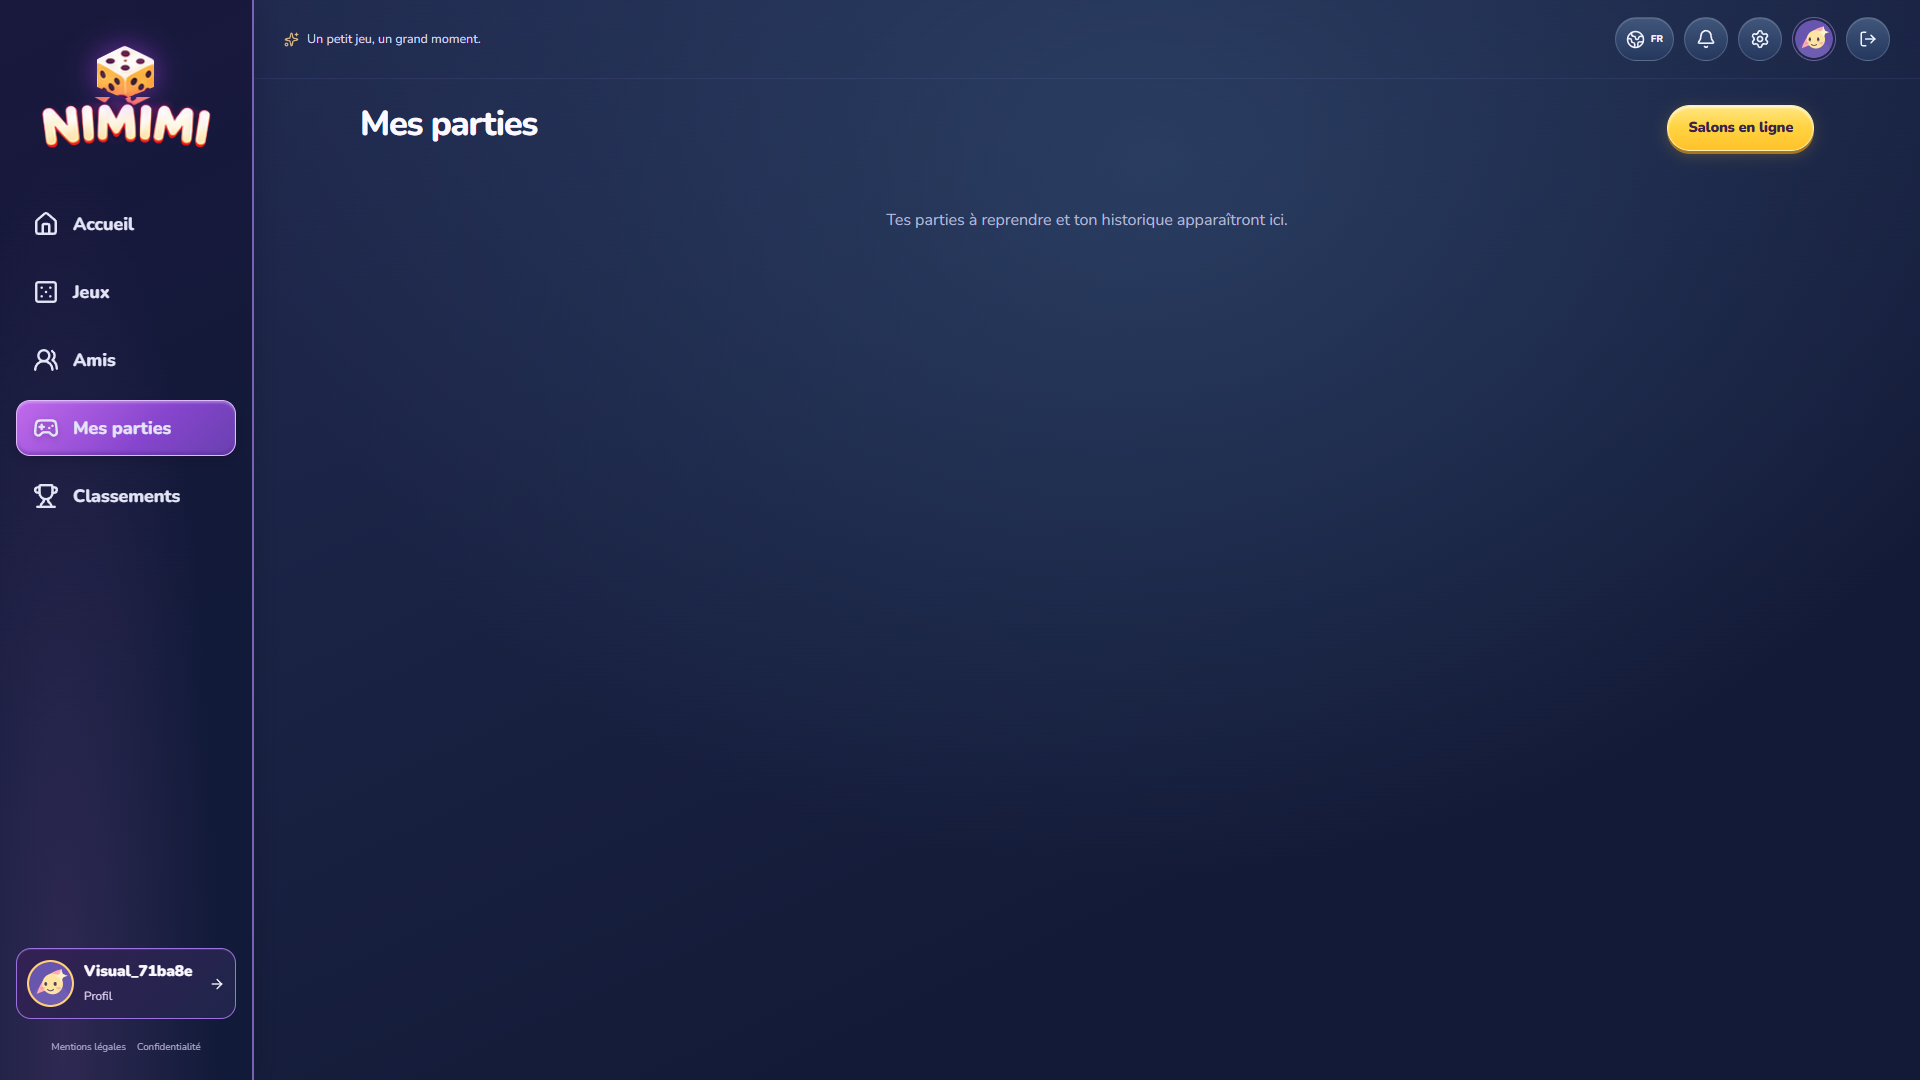 NIMIMI
Accueil
Jeux
Amis
Mes parties
Classements
Visual_71ba8e
Profil
Mentions légales Confidentialité
Un petit jeu, un grand moment.
FR
Mes parties
Salons en ligne
Tes parties à reprendre et ton historique apparaîtront ici.